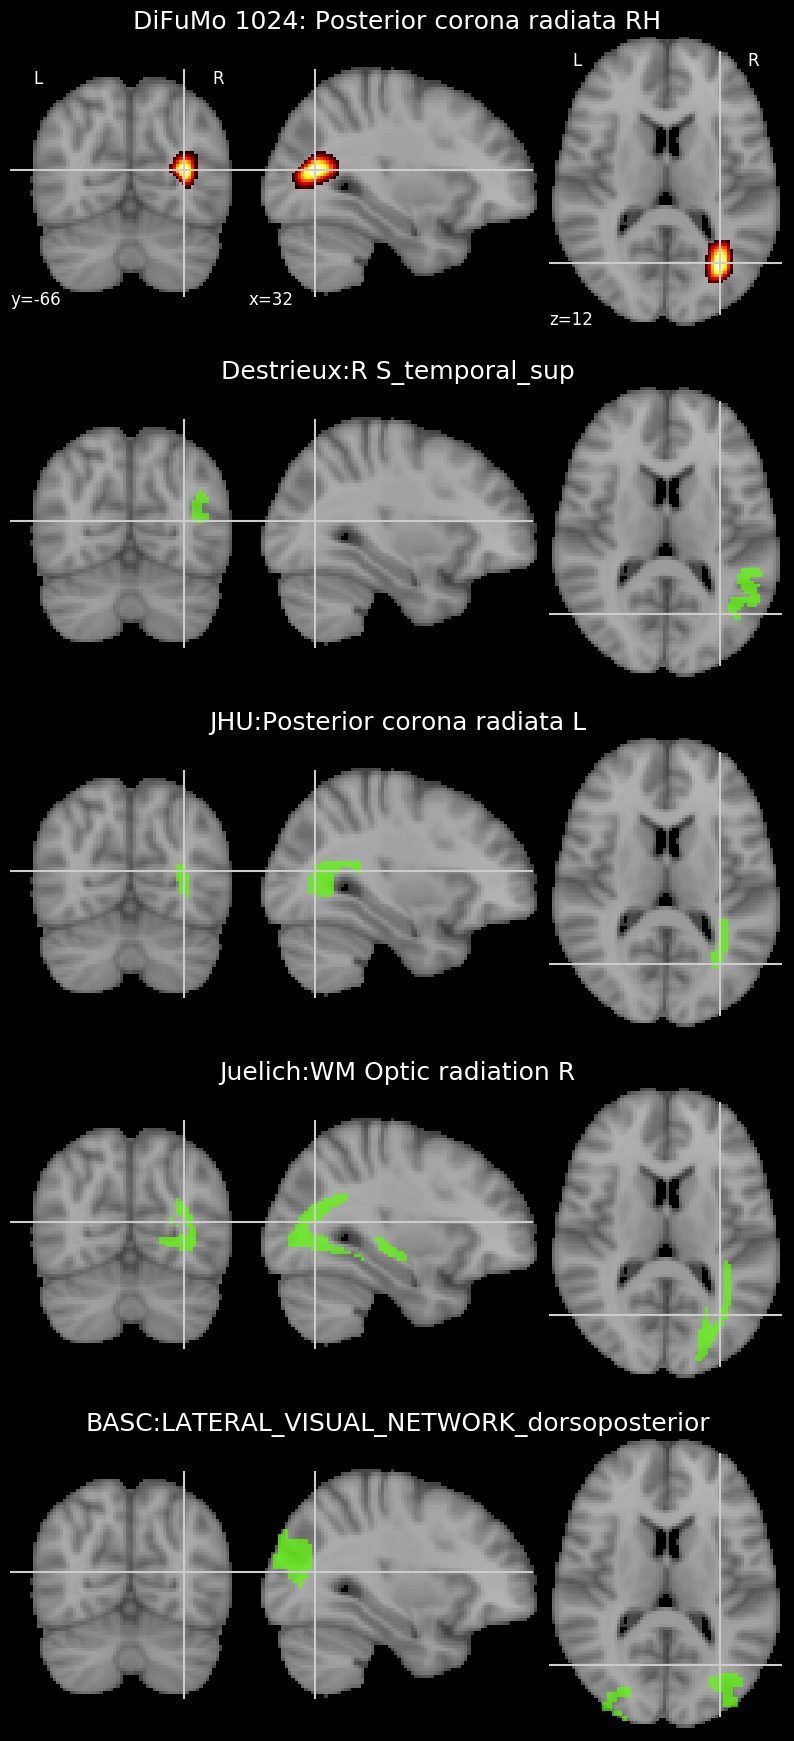 DiFuMo 1024: Posterior corona radiata RH
L R L R
y=-66 x=32 z=12
Destrieux:R S_temporal_sup
JHU:Posterior corona radiata L
Juelich:WM Optic radiation R
BASC:LATERAL_VISUAL_NETWORK_dorsoposterior